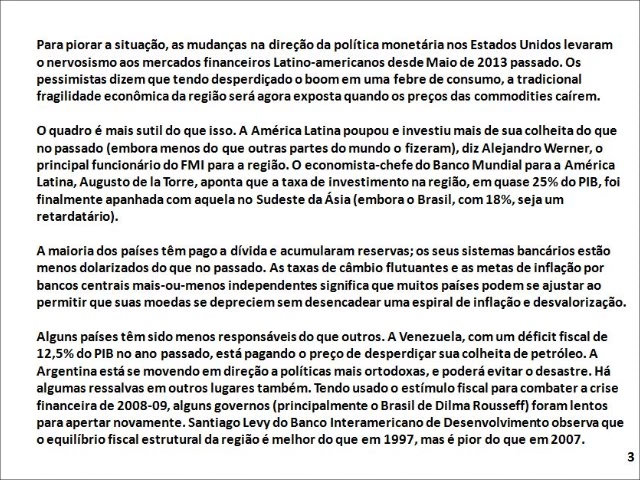 Para piorar a situação, as mudanças na direção da política monetária nos Estados Unidos levaram
o nervosismo aos mercados financeiros Latino-americanos desde Maio de 2013 passado. Os
pessimistas dizem que tendo desperdiçado o boom em uma febre de consumo, a tradicional
fragilidade econômica da região será agora exposta quando os preços das commodities caírem.
O quadro é mais sutil do que isso. A América Latina poupou e investiu mais de sua colheita do que
no passado (embora menos do que outras partes do mundo o fizeram), diz Alejandro Werner, o
principal funcionário do FMI para a região. O economista-chefe do Banco Mundial para a América
Latina, Augusto de la Torre, aponta que a taxa de investimento na região, em quase 25% do PIB, foi
finalmente apanhada com aquela no Sudeste da Ásia (embora o Brasil, com 18%, seja um
retardatário).
A maioria dos países têm pago a dívida e acumularam reservas; os seus sistemas bancários estão
menos dolarizados do que no passado. As taxas de câmbio flutuantes e as metas de inflação por
bancos centrais mais-ou-menos independentes significa que muitos países podem se ajustar ao
permitir que suas moedas se depreciem sem desencadear uma espiral de inflação e desvalorização.
Alguns países têm sido menos responsáveis do que outros. A Venezuela, com um déficit fiscal de
12,5% do PIB no ano passado, está pagando o preço de desperdiçar sua colheita de petróleo. A
Argentina está se movendo em direção a políticas mais ortodoxas, e poderá evitar o desastre. Há
algumas ressalvas em outros lugares também. Tendo usado o estímulo fiscal para combater a crise
financeira de 2008-09, alguns governos (principalmente o Brasil de Dilma Rousseff) foram lentos
para apertar novamente. Santiago Levy do Banco Interamericano de Desenvolvimento observa que
o equilíbrio fiscal estrutural da região é melhor do que em 1997, mas é pior do que em 2007.
3